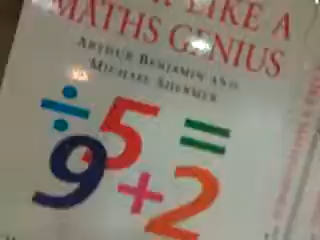 LIKE A
MATHS GENIUS
ARTHUR BENJAMIN AND
MICHAEL SHERMER
÷ 5 =
9 + 2